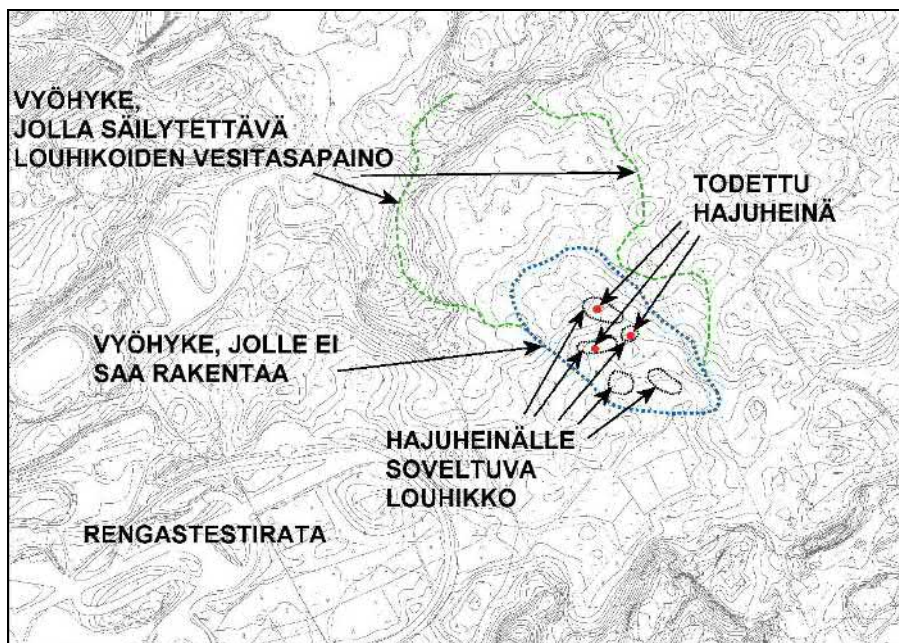 VYÖHYKE,
JOLLA SÄILYTETTÄVÄ
LOUHIKOIDEN VESITASAPAINO
TODETTU
HAJUHEINÄ
VYÖHYKE, JOLLE EI
SAA RAKENTAA
HAJUHEINÄLLE
SOVELTUVA
LOUHIKKO
RENGASTESTIRATA